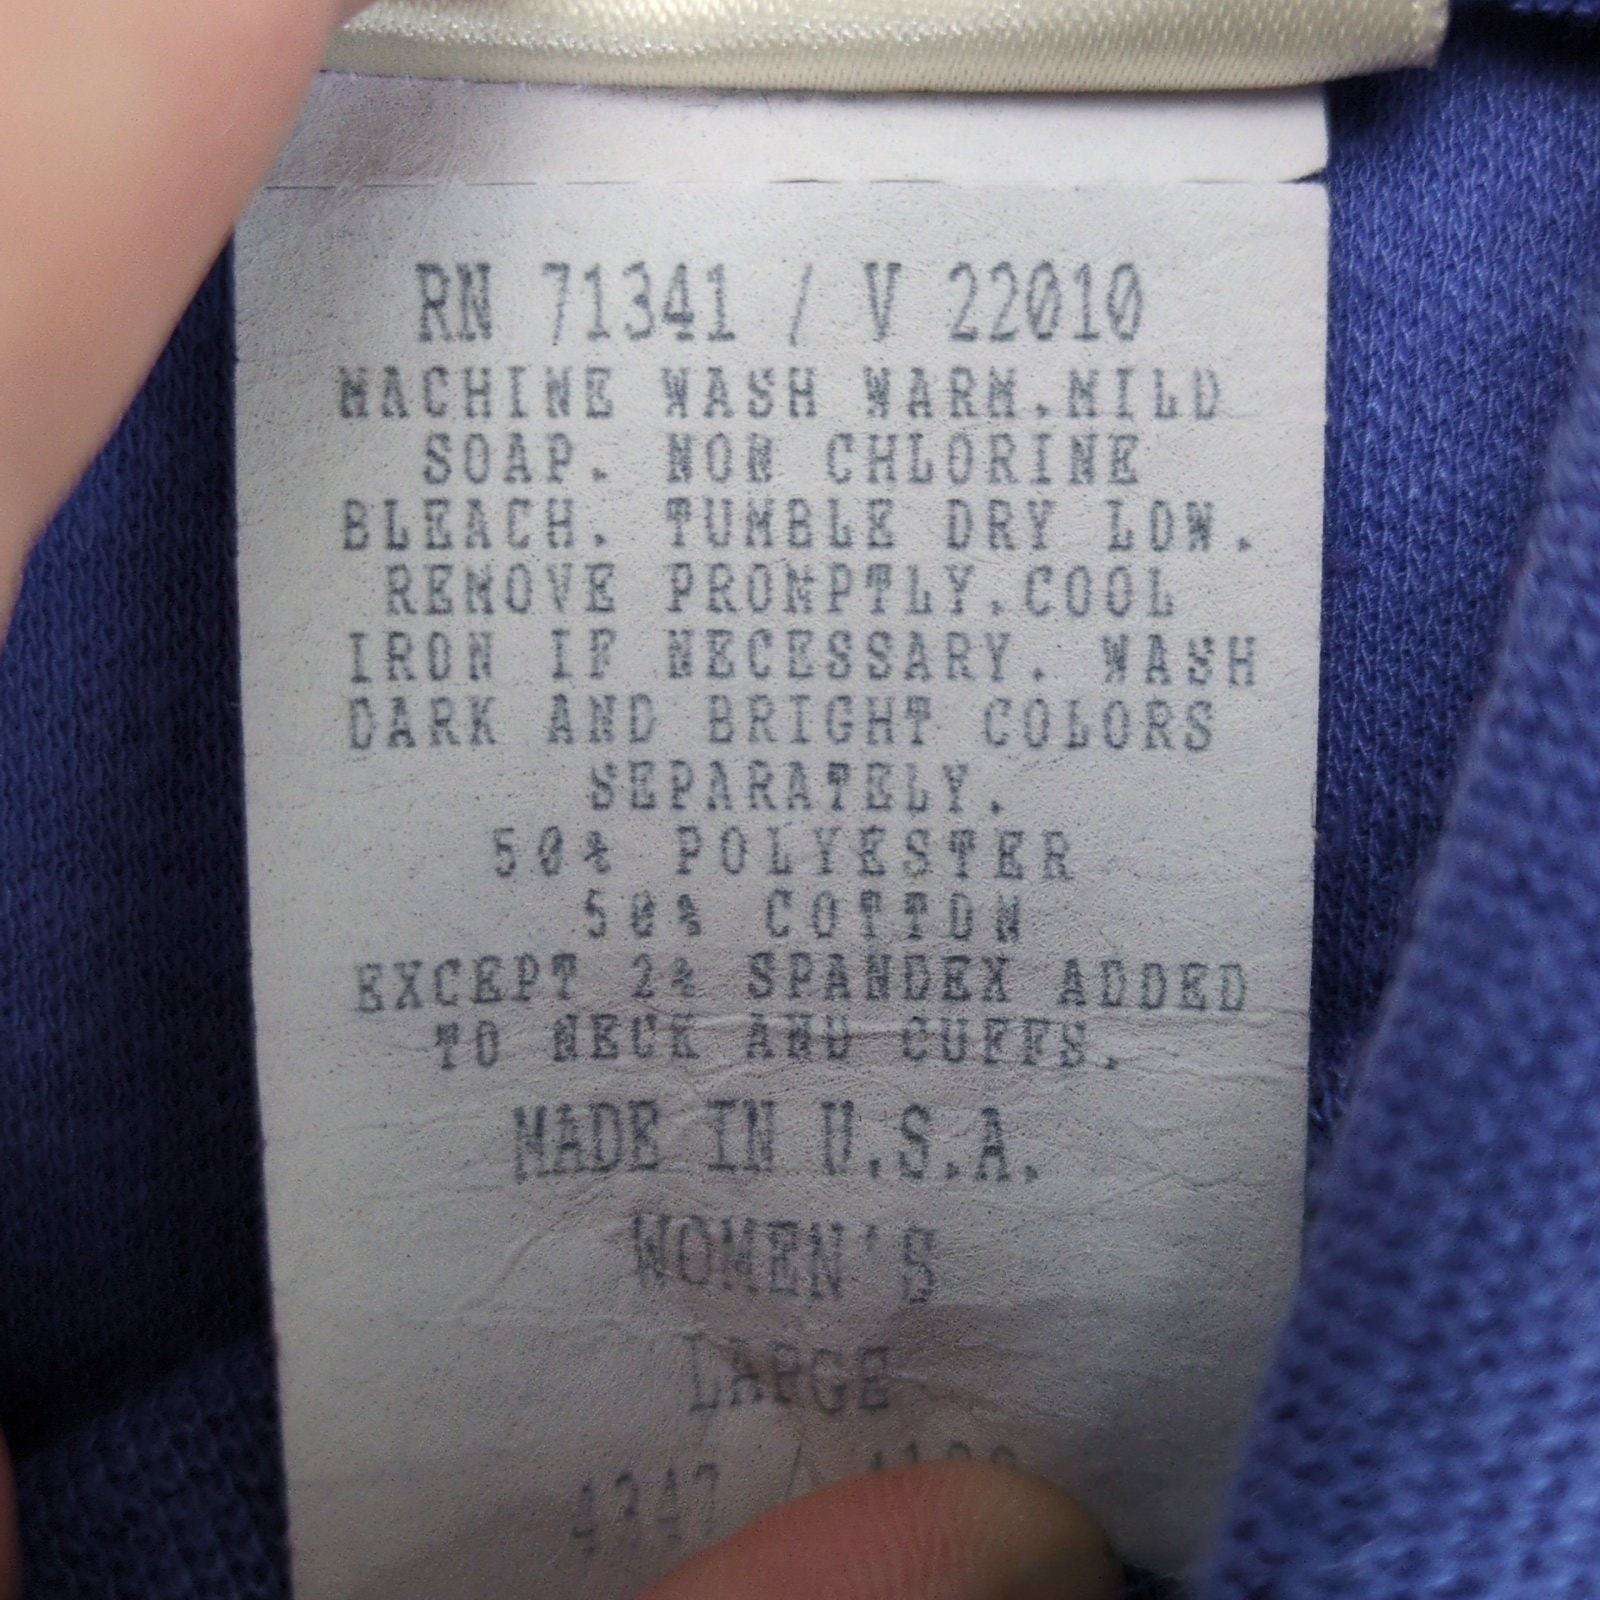 RN 71341 / V 22010
MACHINE WASH WARM.MILD
SOAP. NON CHLORINE
BLEACH. TUMBLE DRY LOW.
REMOVE PROMPTLY.COOL
IRON IF NECESSARY. WASH
DARK AND BRIGHT COLORS
SEPARATELY.
50% POLYESTER
50% COTTON
EXCEPT 2% SPANDEX ADDED
TO NECK AND CUFFS.
MADE IN U.S.A.
WOMEN'S
LARGE
4347 /